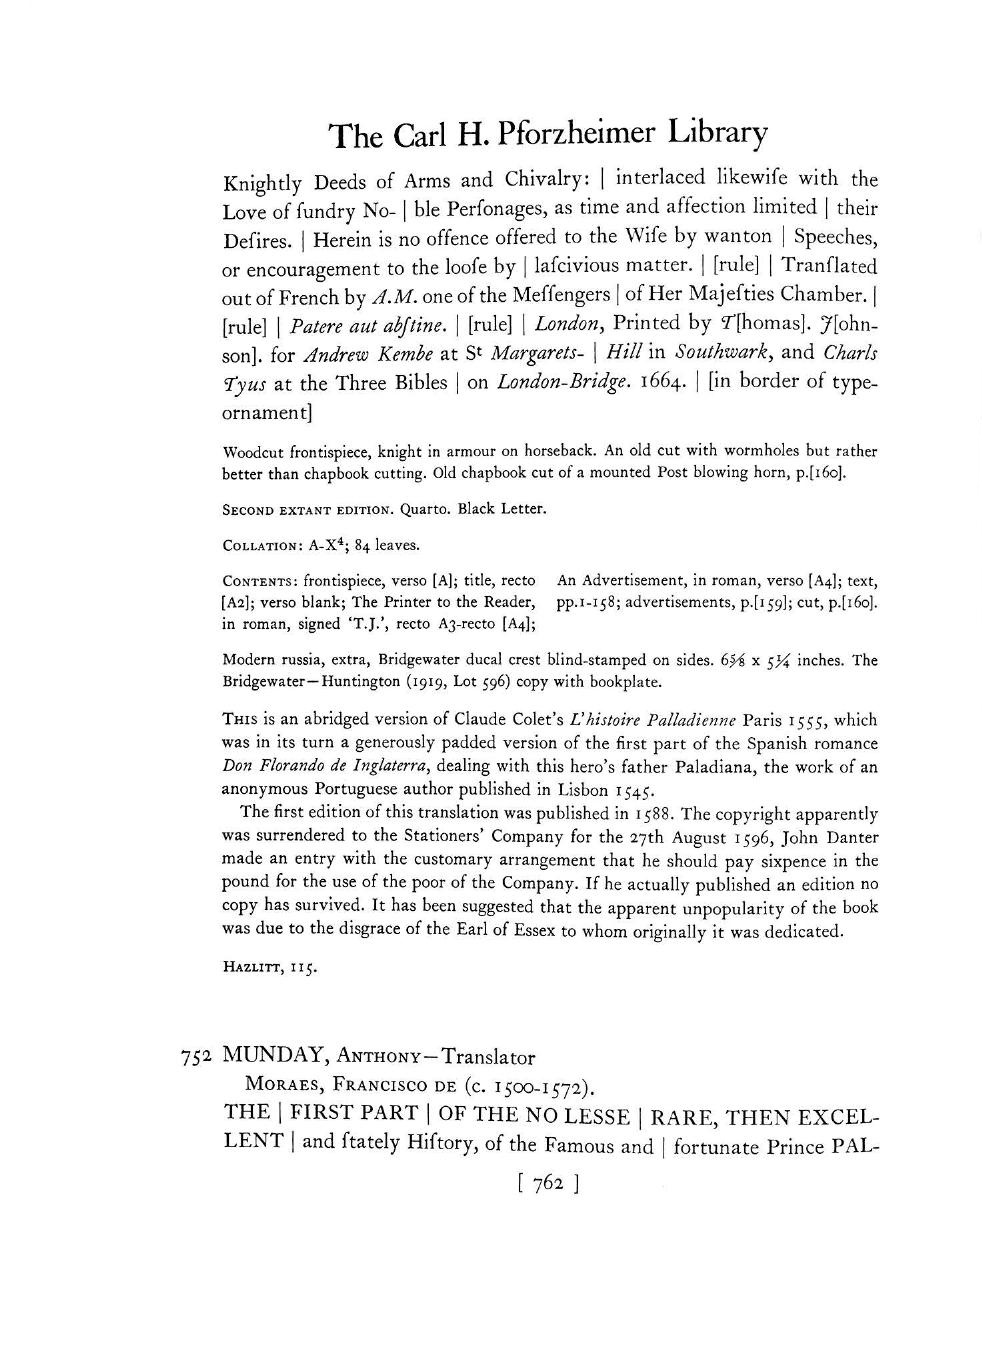 The Carl H. Pforzheimer Library
Knightly Deeds of Arms and Chivalry: | interlaced likewiſe with the
Love of ſundry No- | ble Perſonages, as time and affection limited | their
Deſires. | Herein is no offence offered to the Wiſe by wanton | Speeches,
or encouragement to the looſe by | laſcivious matter. | [rule] | Tranſlated
out of French by A.M. one of the Meſſengers | of Her Majeſties Chamber. |
[rule] | Patere aut abſtine. | [rule] | London, Printed by T[homas]. J[ohn-
son]. for Andrew Kembe at St Margarets- | Hill in Southwark, and Charls
Tyus at the Three Bibles | on London-Bridge. 1664. | [in border of type-
ornament]
Woodcut frontispiece, knight in armour on horseback. An old cut with wormholes but rather
better than chapbook cutting. Old chapbook cut of a mounted Post blowing horn, p.[160].
SECOND EXTANT EDITION. Quarto. Black Letter.
COLLATION: A-X⁴; 84 leaves.
CONTENTS: frontispiece, verso [A]; title, recto
[A2]; verso blank; The Printer to the Reader,
in roman, signed ‘T.J.’, recto A3-recto [A4];
An Advertisement, in roman, verso [A4]; text,
pp.1-158; advertisements, p.[159]; cut, p.[160].
Modern russia, extra, Bridgewater ducal crest blind-stamped on sides. 6⅝ x 5¼ inches. The
Bridgewater—Huntington (1919, Lot 596) copy with bookplate.
THIS is an abridged version of Claude Colet's L'histoire Palladienne Paris 1555, which
was in its turn a generously padded version of the first part of the Spanish romance
Don Florando de Inglaterra, dealing with this hero's father Paladiana, the work of an
anonymous Portuguese author published in Lisbon 1545.
The first edition of this translation was published in 1588. The copyright apparently
was surrendered to the Stationers' Company for the 27th August 1596, John Danter
made an entry with the customary arrangement that he should pay sixpence in the
pound for the use of the poor of the Company. If he actually published an edition no
copy has survived. It has been suggested that the apparent unpopularity of the book
was due to the disgrace of the Earl of Essex to whom originally it was dedicated.
HAZLITT, 115.
752 MUNDAY, ANTHONY—Translator
MORAES, FRANCISCO DE (c. 1500-1572).
THE | FIRST PART | OF THE NO LESSE | RARE, THEN EXCEL-
LENT | and ſtately Hiſtory, of the Famous and | fortunate Prince PAL-
[ 762 ]